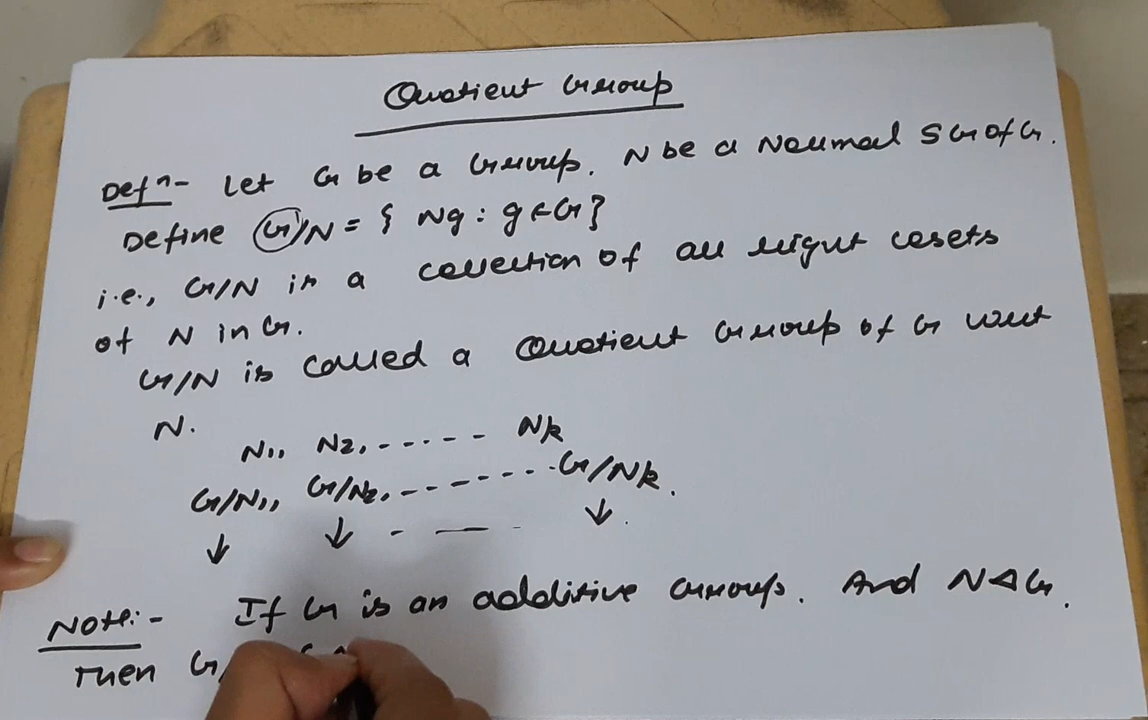 Quotient Group
Defn- Let G be a Group. N be a Normal SG of G.
Define G/N = { Ng : g ∈ G }
i.e., G/N is a collection of all right cosets
of N in G.
G/N is called a Quotient Group of G wrt
N.
N1, N2, ------ Nk
G/N1, G/N2, -------- G/Nk.
↓ ↓ - — - ↓.
Note:- If G is an additive Group. And N ⊲ G.
Then G/